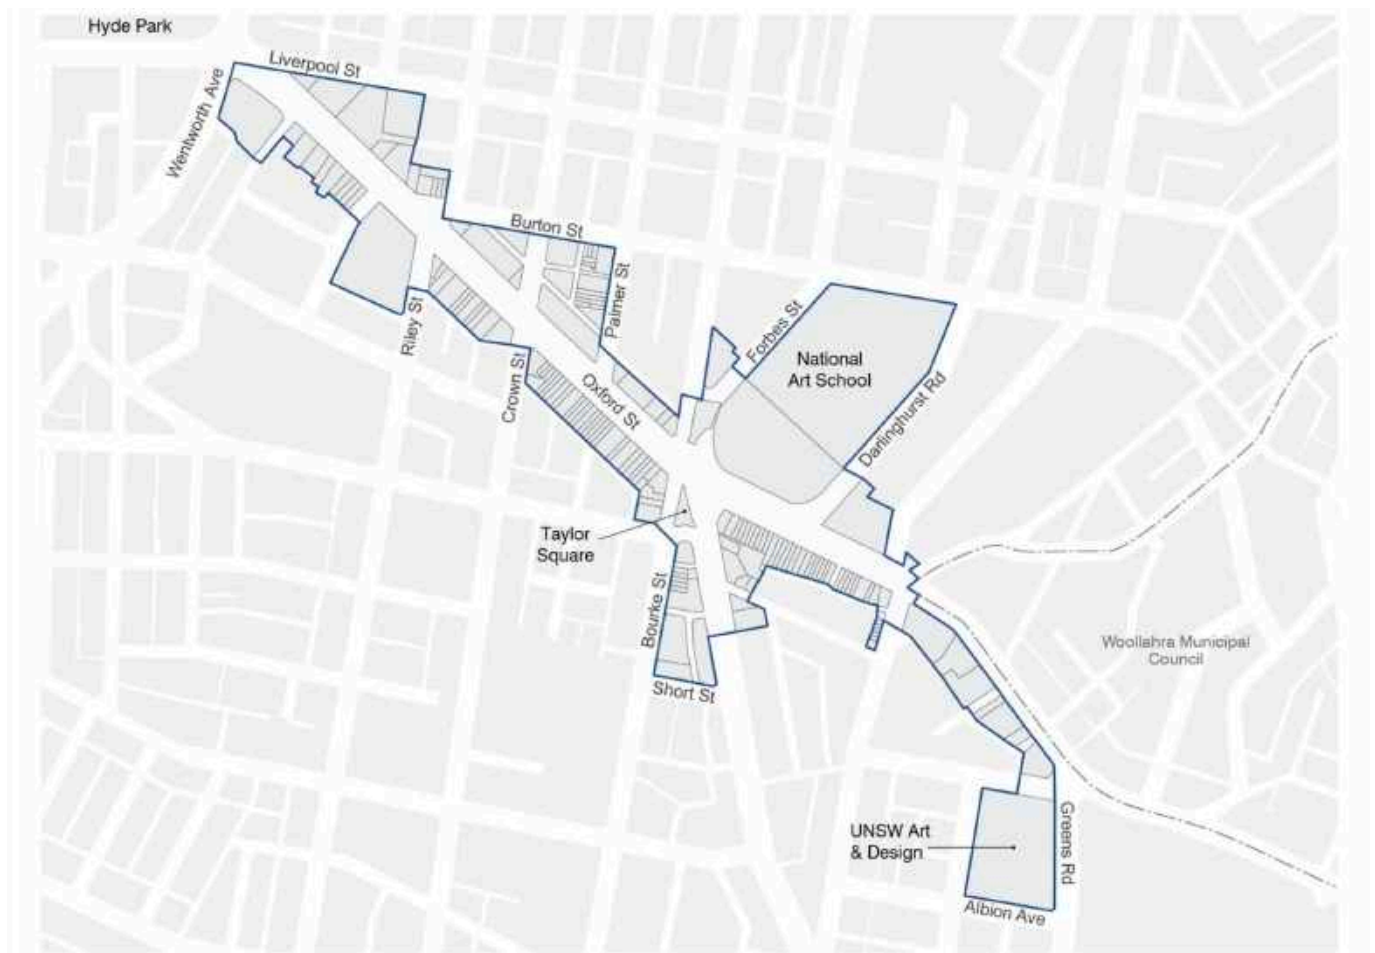 Hyde Park
Liverpool St
Wentworth Ave
Burton St
Palmer St
Riley St
Forbes St
National
Art School
Crown St
Oxford St
Darlinghurst Rd
Taylor
Square
Bourke St
Short St
Woollahra Municipal
Council
UNSW Art
& Design
Greens Rd
Albion Ave